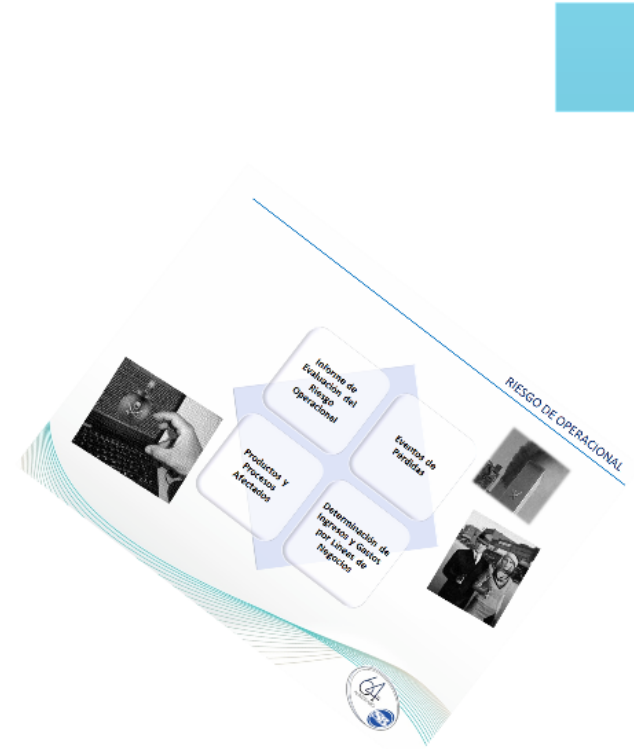 RIESGO DE OPERACIONAL
Informe de
Evaluación del
Riesgo
Operacional
Eventos de
Pérdidas
Productos y
Procesos
Afectados
Determinación de
Ingresos Y Gastos
por Líneas de
Negocios
64